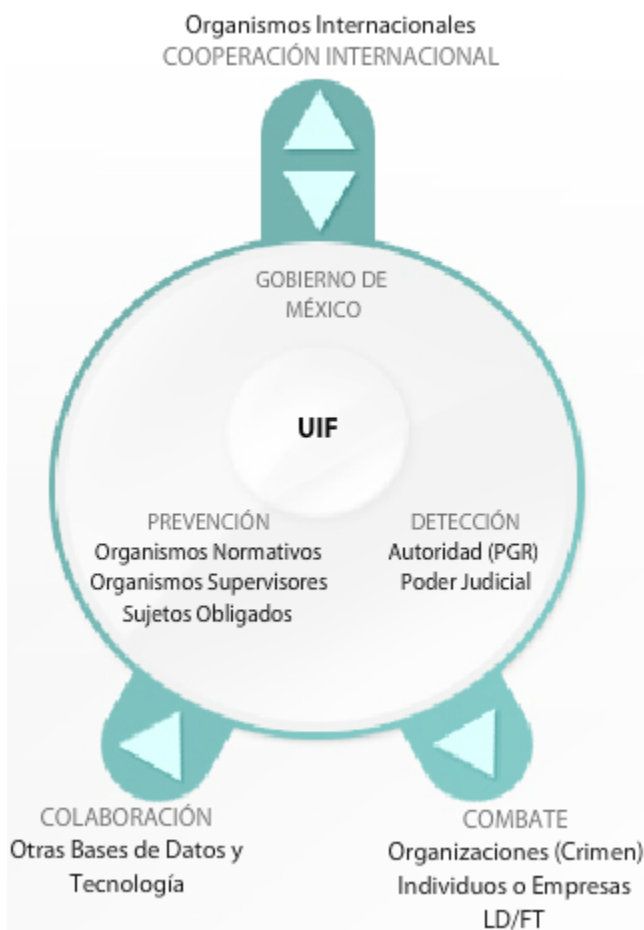 Organismos Internacionales
COOPERACIÓN INTERNACIONAL
GOBIERNO DE
MÉXICO
UIF
PREVENCIÓN
Organismos Normativos
Organismos Supervisores
Sujetos Obligados
DETECCIÓN
Autoridad (PGR)
Poder Judicial
COLABORACIÓN
Otras Bases de Datos y
Tecnología
COMBATE
Organizaciones (Crimen)
Individuos o Empresas
LD/FT